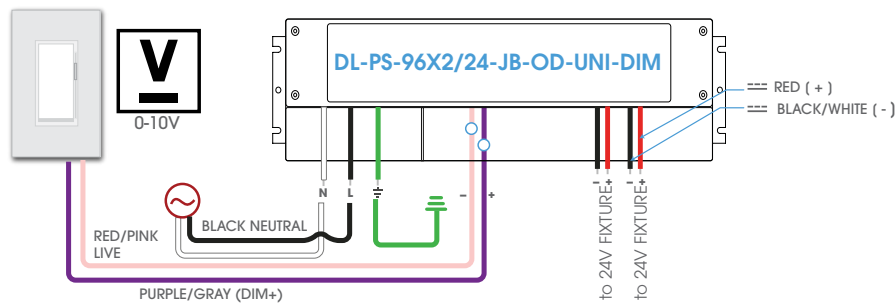 V
0-10V
DL-PS-96X2/24-JB-OD-UNI-DIM
RED ( + )
BLACK/WHITE ( - )
N
L
-
+
- + - +
BLACK NEUTRAL
RED/PINK
LIVE
PURPLE/GRAY (DIM+)
to 24V FIXTURE
to 24V FIXTURE